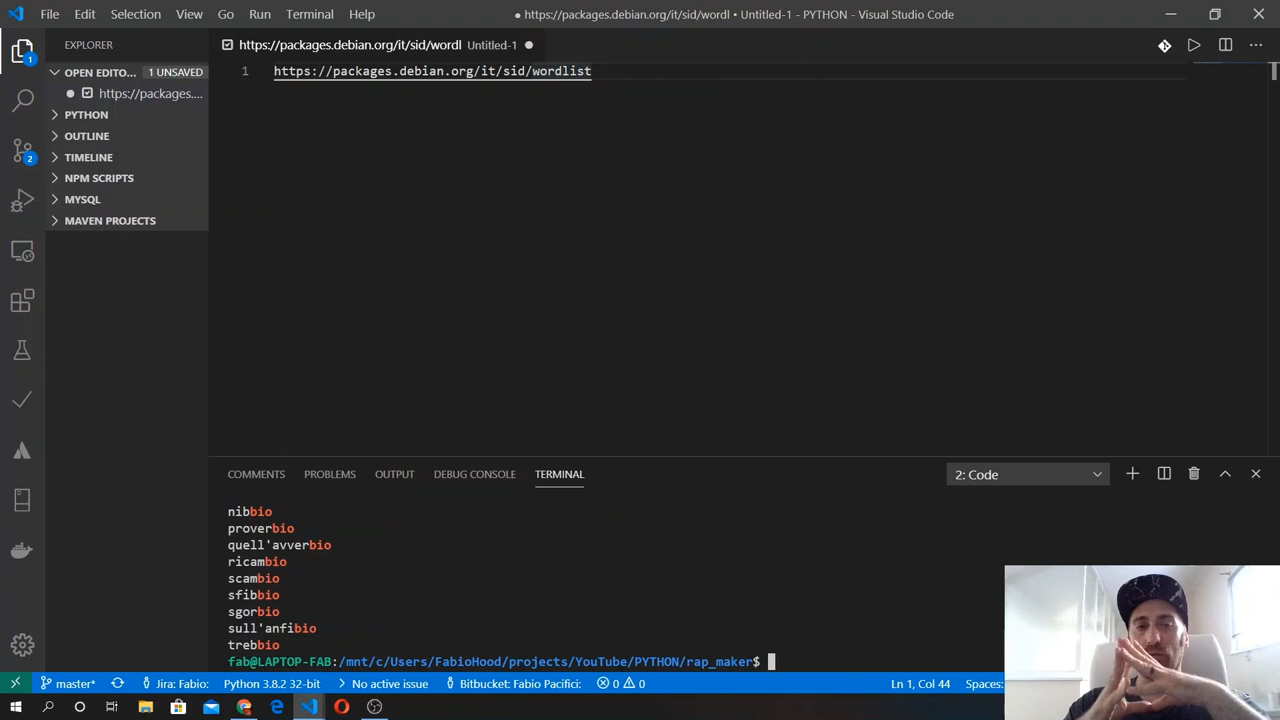 File Edit Selection View Go Run Terminal Help
● https://packages.debian.org/it/sid/wordl • Untitled-1 - PYTHON - Visual Studio Code
EXPLORER
https://packages.debian.org/it/sid/wordl Untitled-1
OPEN EDITO... 1 UNSAVED
https://packages....
PYTHON
OUTLINE
TIMELINE
NPM SCRIPTS
MYSQL
MAVEN PROJECTS
1
2
1 https://packages.debian.org/it/sid/wordlist
COMMENTS PROBLEMS OUTPUT DEBUG CONSOLE TERMINAL 2: Code
nibbio
proverbio
quell'avverbio
ricambio
scambio
sfibbio
sgorbio
sull'anfibio
trebbio
fab@LAPTOP-FAB:/mnt/c/Users/FabioHood/projects/YouTube/PYTHON/rap_maker$
master* Jira: Fabio: Python 3.8.2 32-bit No active issue Bitbucket: Fabio Pacifici: 0 0 Ln 1, Col 44 Spaces: